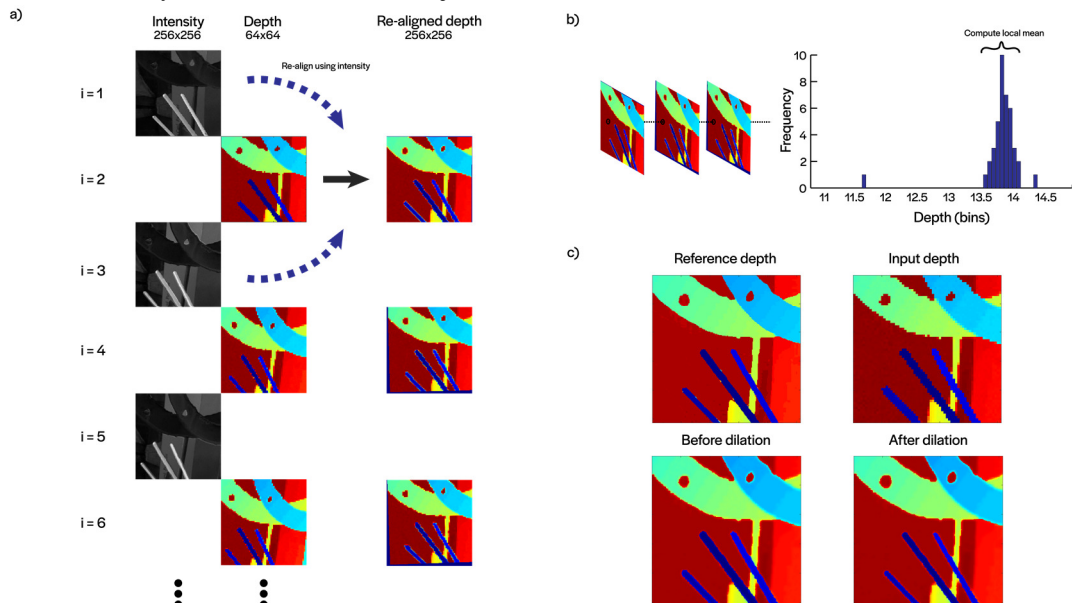 a)
Intensity
256x256
Depth
64x64
Re-aligned depth
256x256
Re-align using intensity
i = 1
i = 2
i = 3
i = 4
i = 5
i = 6
b)
Compute local mean
Frequency
10
8
6
4
2
0
11 11.5 12 12.5 13 13.5 14 14.5
Depth (bins)
c)
Reference depth
Input depth
Before dilation
After dilation